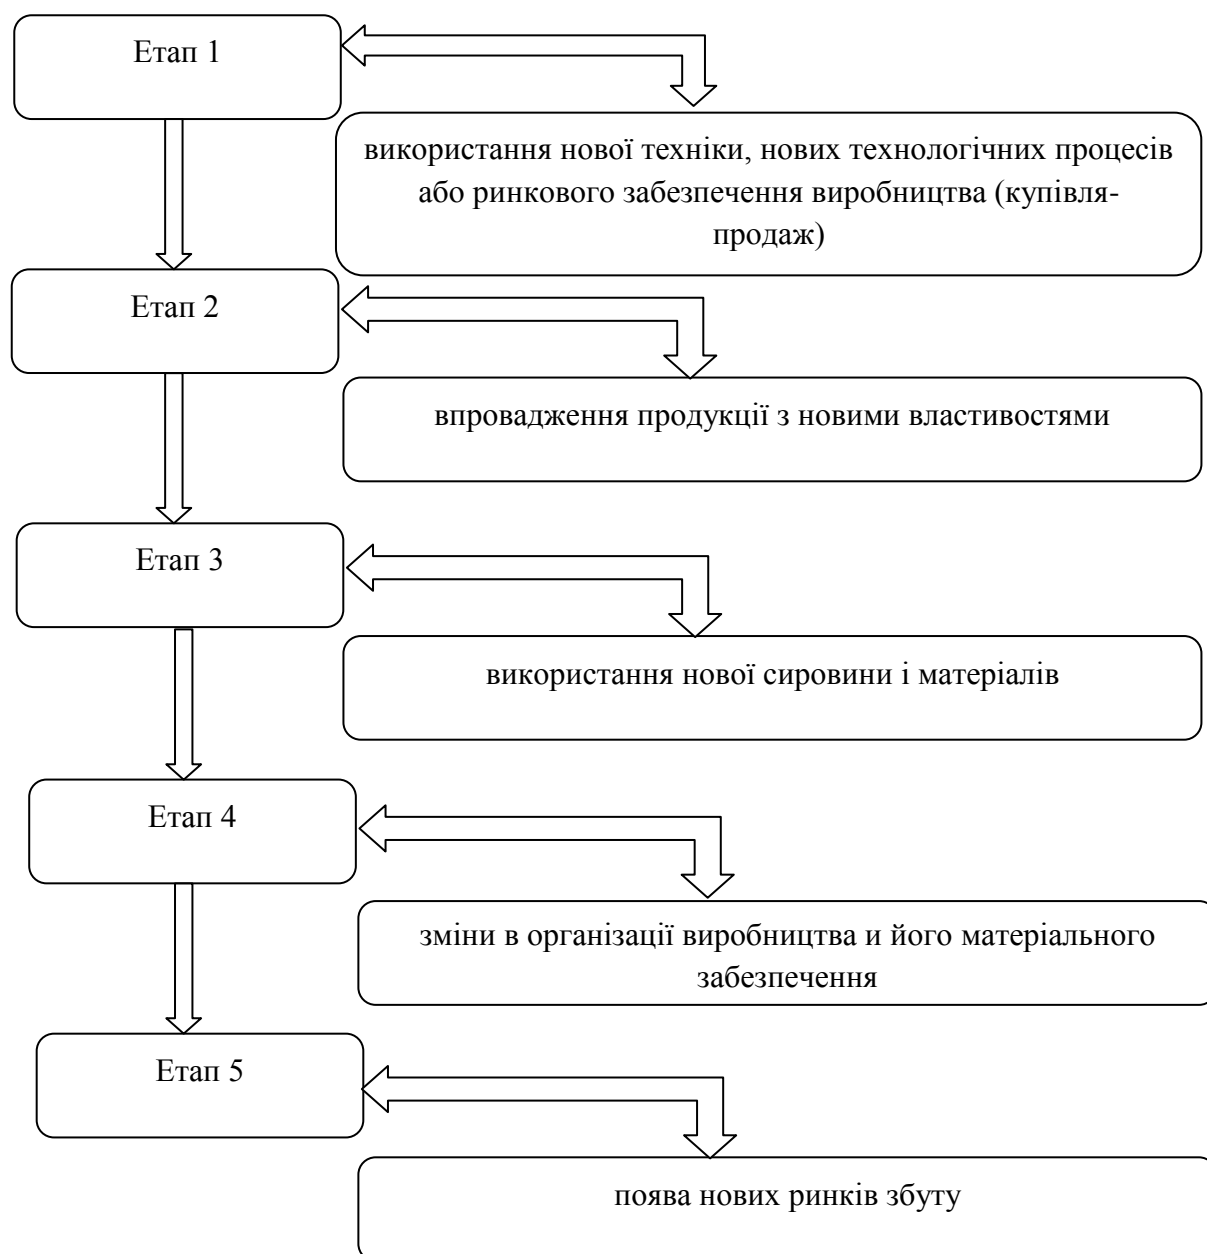 Етап 1
використання нової техніки, нових технологічних процесів
або ринкового забезпечення виробництва (купівля-
продаж)
Етап 2
впровадження продукції з новими властивостями
Етап 3
використання нової сировини і матеріалів
Етап 4
зміни в організації виробництва и його матеріального
забезпечення
Етап 5
поява нових ринків збуту